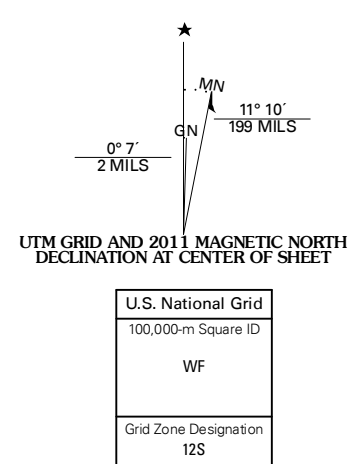 ★
MN
11° 10´
199 MILS
GN
0° 7´
2 MILS
UTM GRID AND 2011 MAGNETIC NORTH
DECLINATION AT CENTER OF SHEET
U.S. National Grid
100,000-m Square ID
WF
Grid Zone Designation
12S